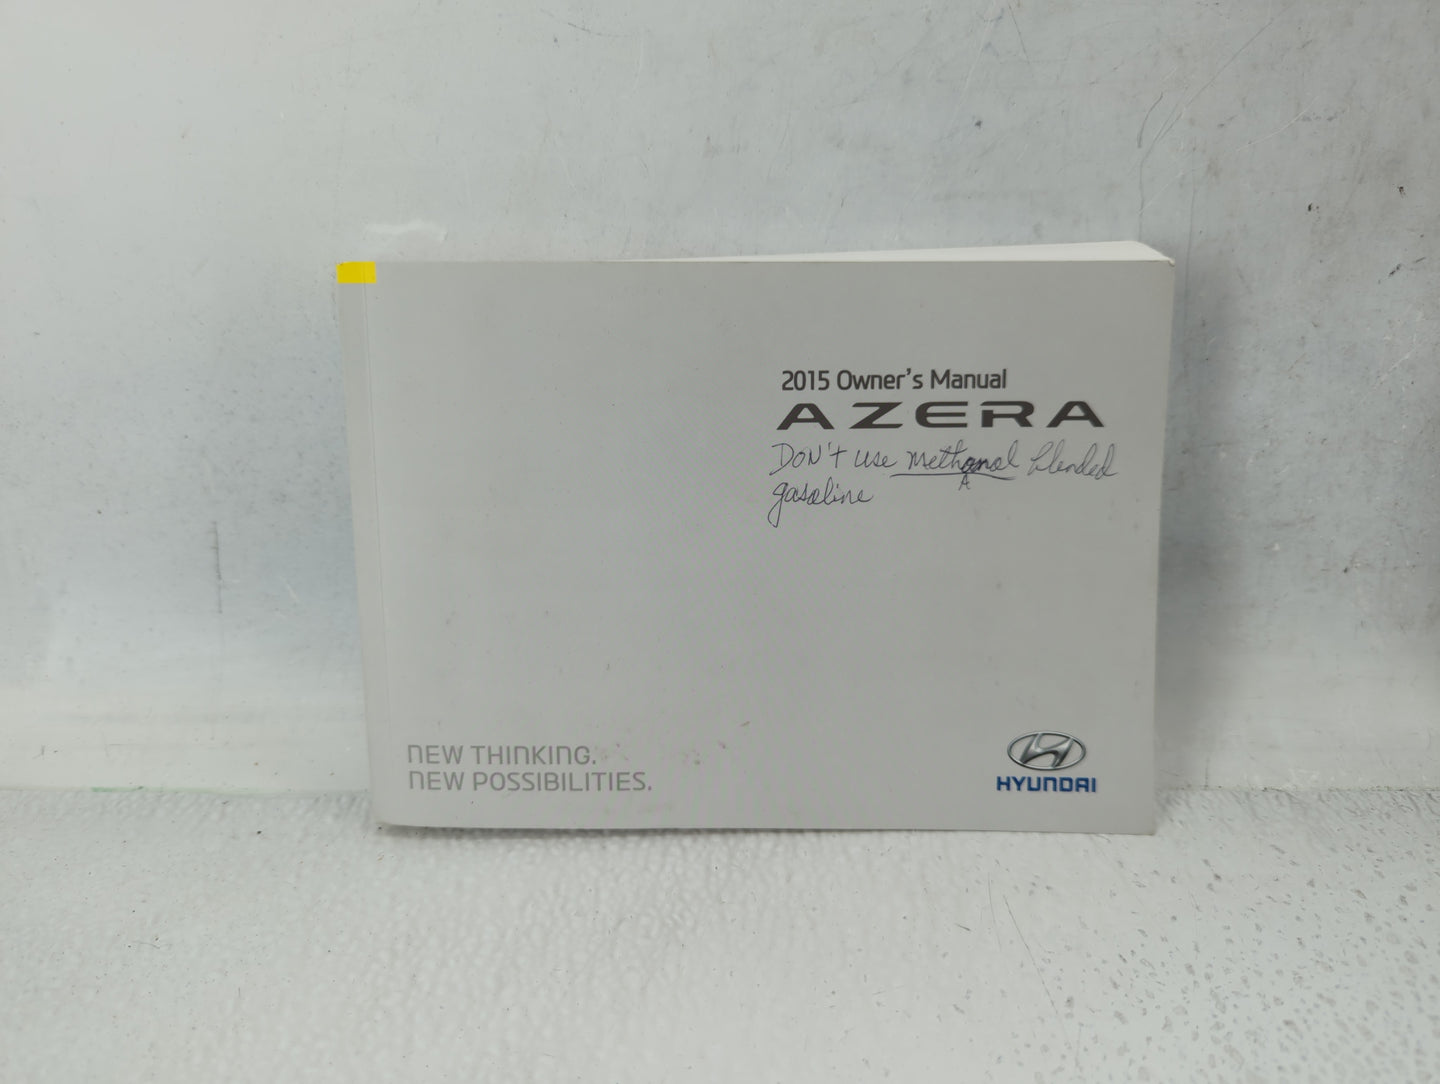 2015 Owner's Manual
AZERA
Don't use methanol blended
A
gasoline
NEW THINKING.
NEW POSSIBILITIES.
HYUNDAI